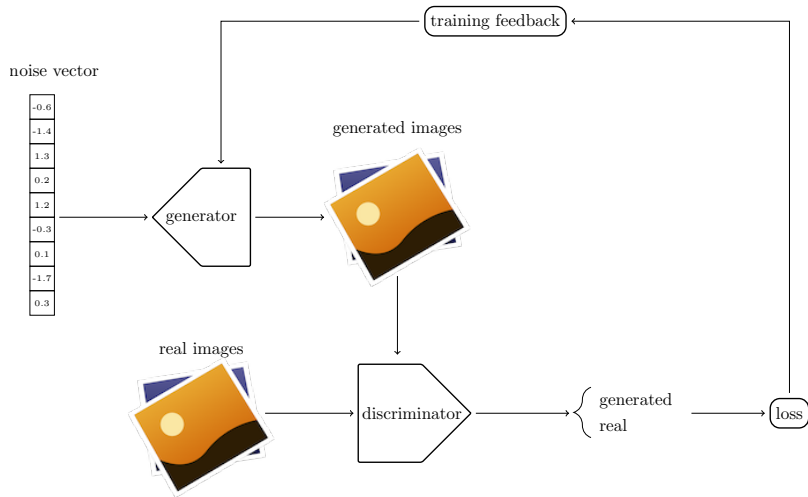 training feedback
noise vector
-0.6
-1.4
1.3
0.2
1.2
-0.3
0.1
-1.7
0.3
generated images
generator
real images
discriminator
generated
real
loss